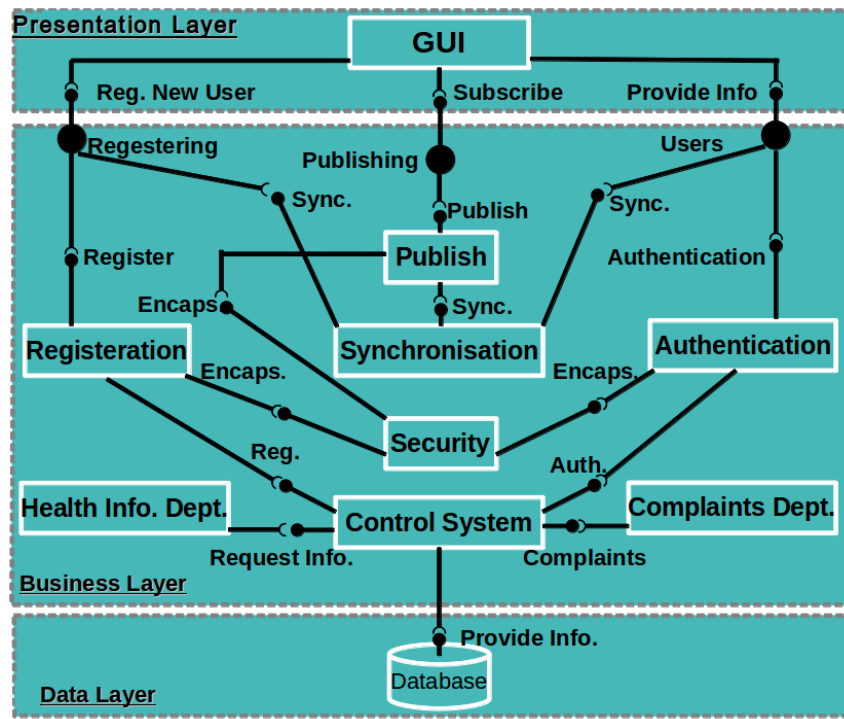 Presentation Layer
GUI
Reg. New User
Subscribe
Provide Info
Regestering
Publishing
Users
Sync.
Publish
Sync.
Register
Publish
Authentication
Encaps.
Sync.
Registeration
Synchronisation
Authentication
Encaps.
Encaps.
Security
Reg.
Auth.
Health Info. Dept.
Control System
Complaints Dept.
Request Info.
Complaints
Business Layer
Provide Info.
Database
Data Layer